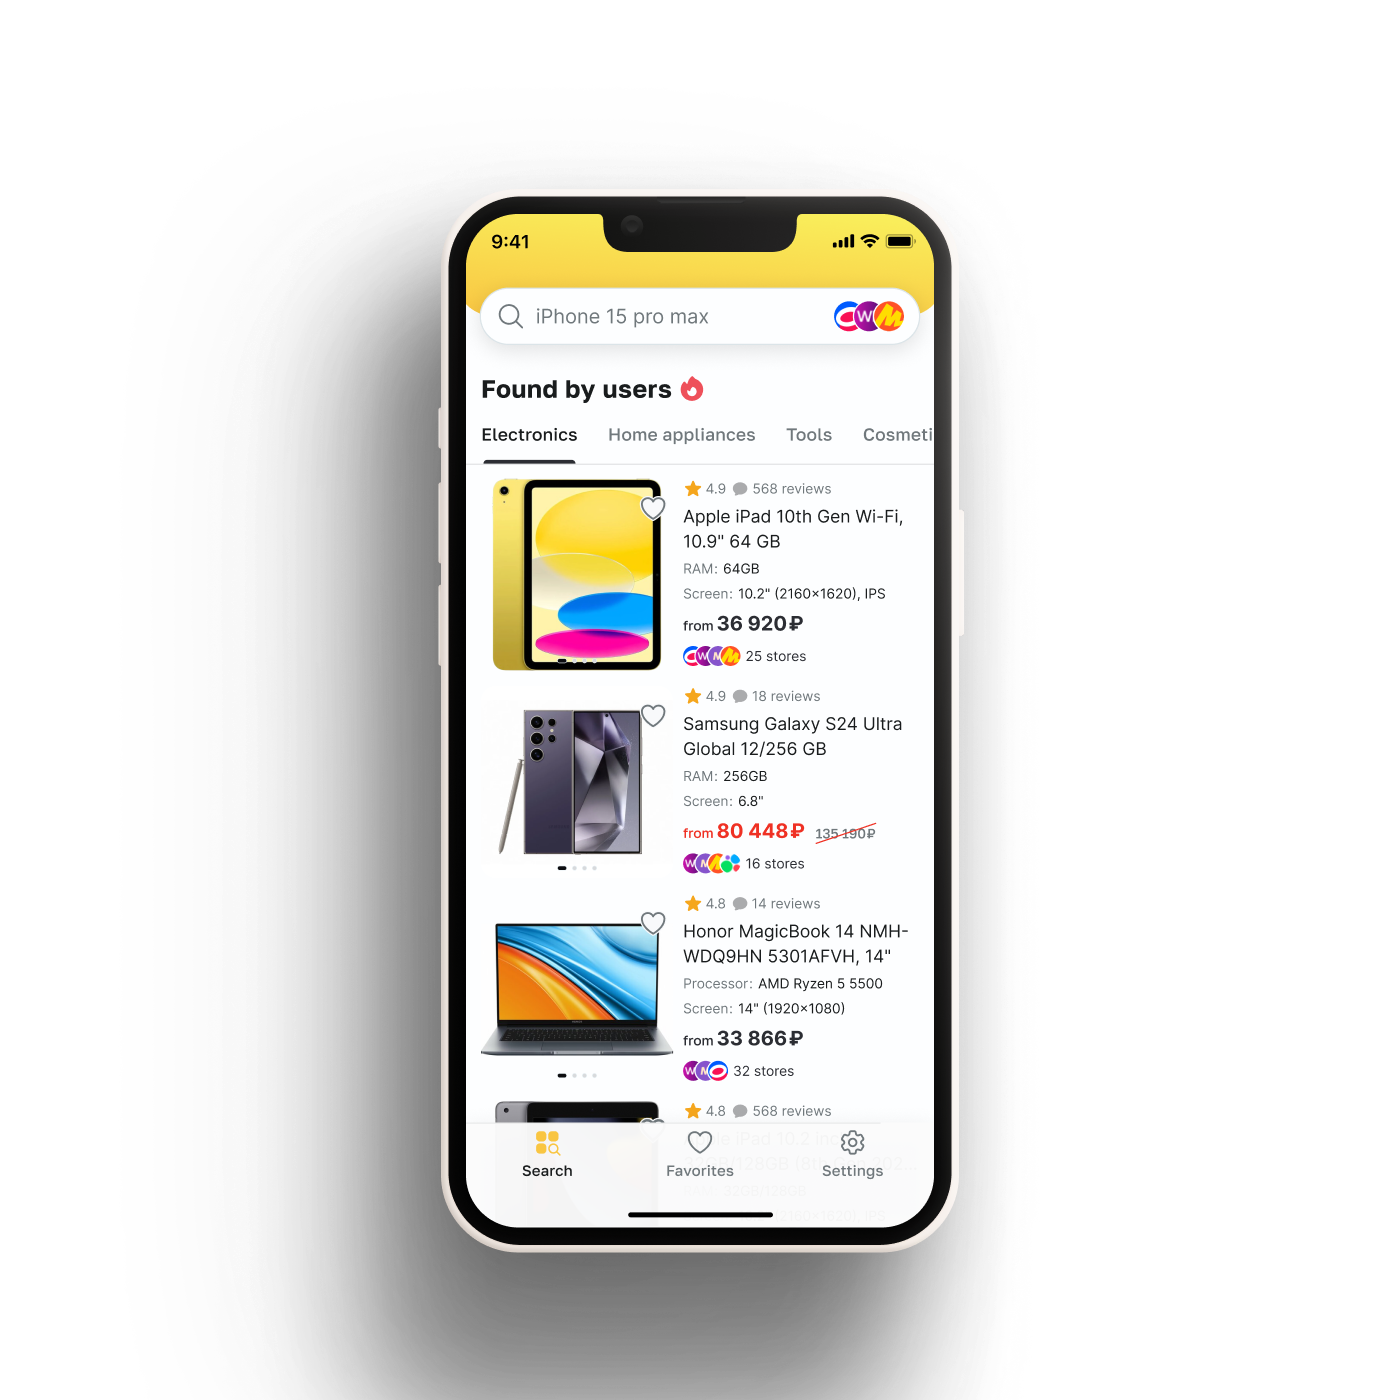 9:41
iPhone 15 pro max
Found by users
Electronics Home appliances Tools Cosmeti
4.9 568 reviews
Apple iPad 10th Gen Wi-Fi,
10.9" 64 GB
RAM: 64GB
Screen: 10.2" (2160×1620), IPS
from 36 920₽
25 stores
4.9 18 reviews
Samsung Galaxy S24 Ultra
Global 12/256 GB
RAM: 256GB
Screen: 6.8"
from 80 448₽ 135 190₽
16 stores
4.8 14 reviews
Honor MagicBook 14 NMH-
WDQ9HN 5301AFVH, 14"
Processor: AMD Ryzen 5 5500
Screen: 14" (1920×1080)
from 33 866₽
32 stores
4.8 568 reviews
Search Favorites Settings